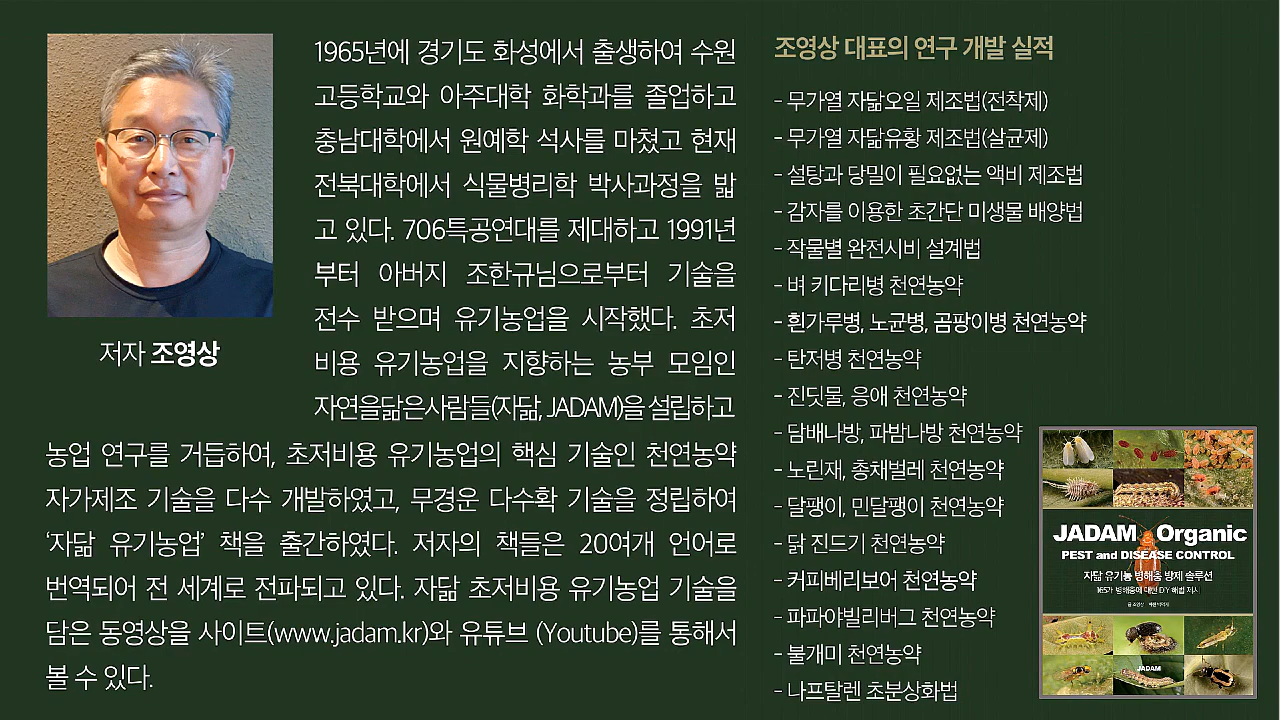 1965년에 경기도 화성에서 출생하여 수원
고등학교와 아주대학 화학과를 졸업하고
충남대학에서 원예학 석사를 마쳤고 현재
전북대학에서 식물병리학 박사과정을 밟
고 있다. 706특공연대를 제대하고 1991년
부터 아버지 조한규님으로부터 기술을
전수 받으며 유기농업을 시작했다. 초저
비용 유기농업을 지향하는 농부 모임인
자연을닮은사람들(자닮, JADAM)을 설립하고
농업 연구를 거듭하여, 초저비용 유기농업의 핵심 기술인 천연농약
자가제조 기술을 다수 개발하였고, 무경운 다수확 기술을 정립하여
‘자닮 유기농업’ 책을 출간하였다. 저자의 책들은 20여개 언어로
번역되어 전 세계로 전파되고 있다. 자닮 초저비용 유기농업 기술을
담은 동영상을 사이트(www.jadam.kr)와 유튜브 (Youtube)를 통해서
볼 수 있다.
저자 조영상
조영상 대표의 연구 개발 실적
- 무가열 자닮오일 제조법(전착제)
- 무가열 자닮유황 제조법(살균제)
- 설탕과 당밀이 필요없는 액비 제조법
- 감자를 이용한 초간단 미생물 배양법
- 작물별 완전시비 설계법
- 벼 키다리병 천연농약
- 흰가루병, 노균병, 곰팡이병 천연농약
- 탄저병 천연농약
- 진딧물, 응애 천연농약
- 담배나방, 파밤나방 천연농약
- 노린재, 총채벌레 천연농약
- 달팽이, 민달팽이 천연농약
- 닭 진드기 천연농약
- 커피베리보어 천연농약
- 파파야빌리버그 천연농약
- 불개미 천연농약
- 나프탈렌 초분상화법
JADAM Organic
PEST and DISEASE CONTROL
자닮 유기농 병해충 방제 솔루션
165가 병해충에 대한 DIY 해법 제시
JADAM